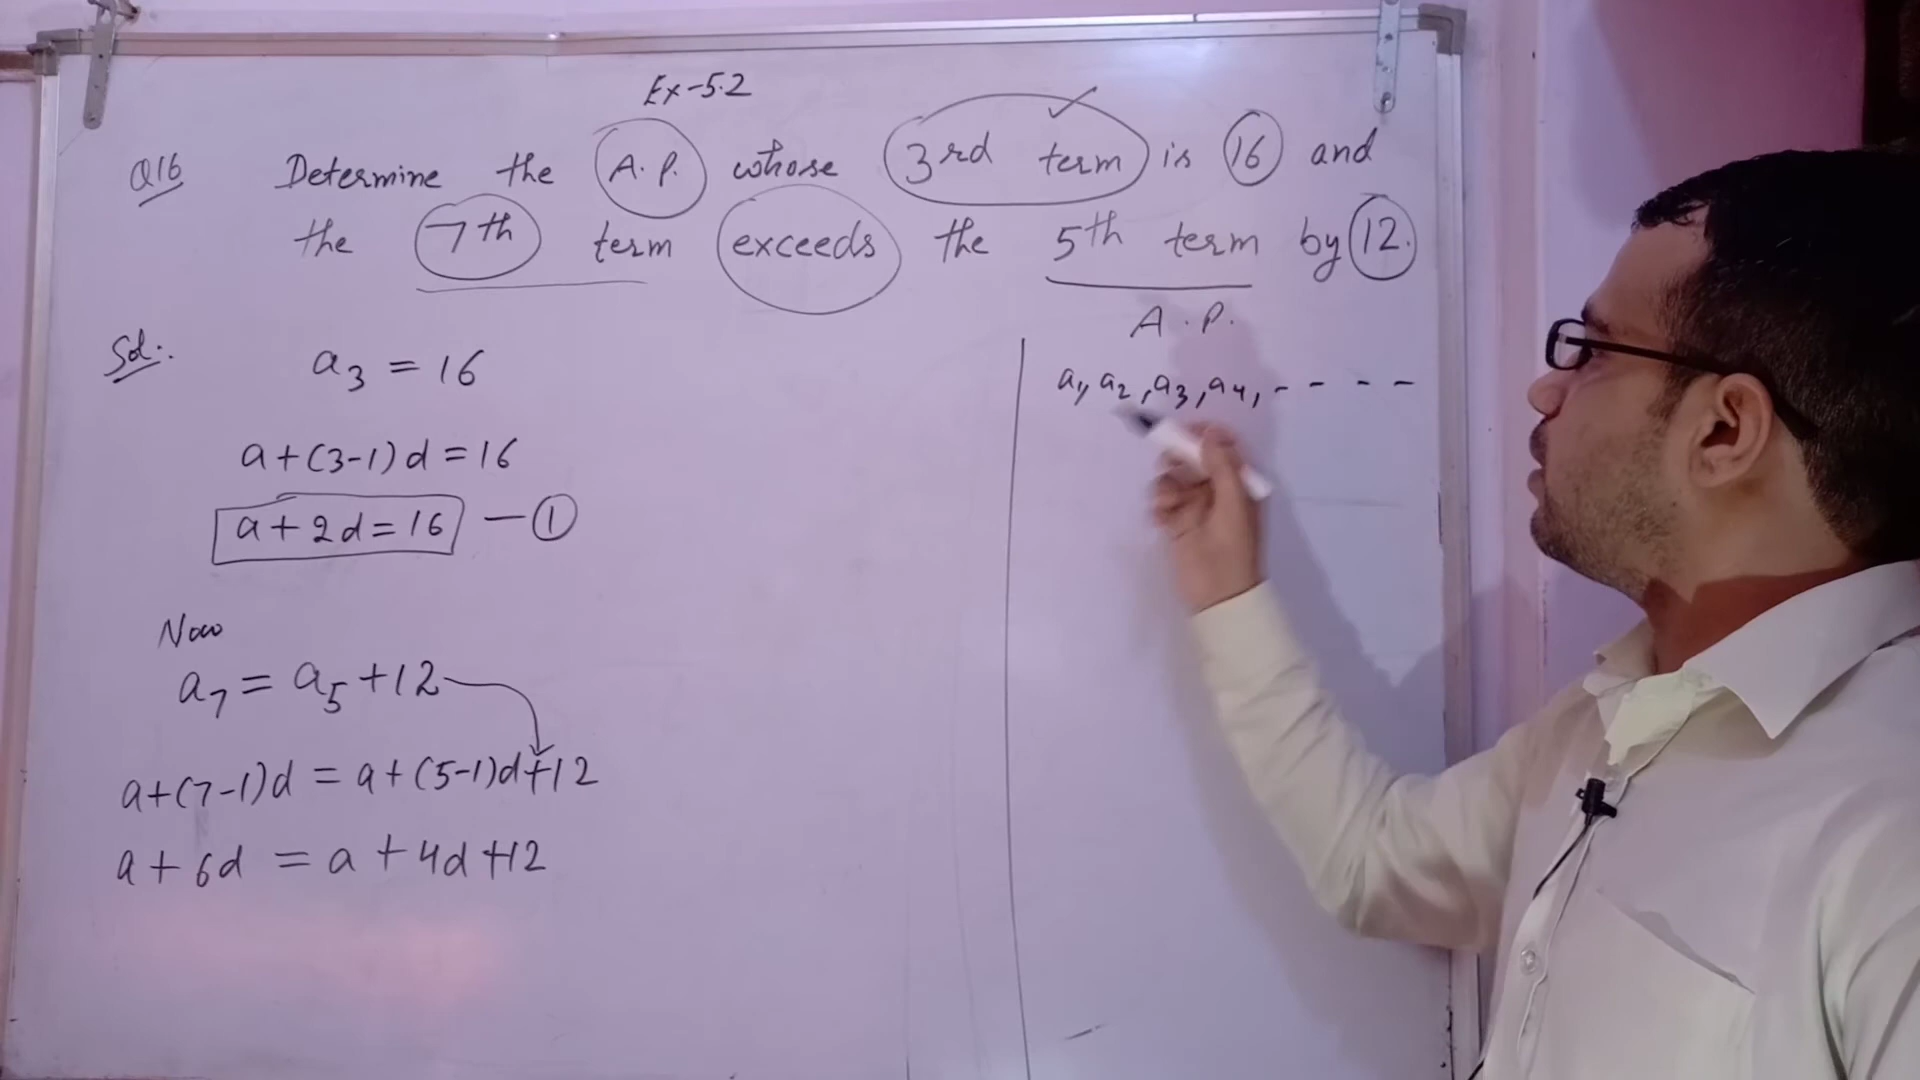 Ex-5.2
Q16 Determine the A.P. whose 3rd term is 16 and
the 7th term exceeds the 5th term by 12.
Sol:.
a₃ = 16
a+(3-1)d=16
a+2d=16 — ①
Now
a₇ = a₅+12
a+(7-1)d = a+(5-1)d+12
a+6d = a+4d+12
A.P.
a₁, a₂, a₃, a₄, - - - -